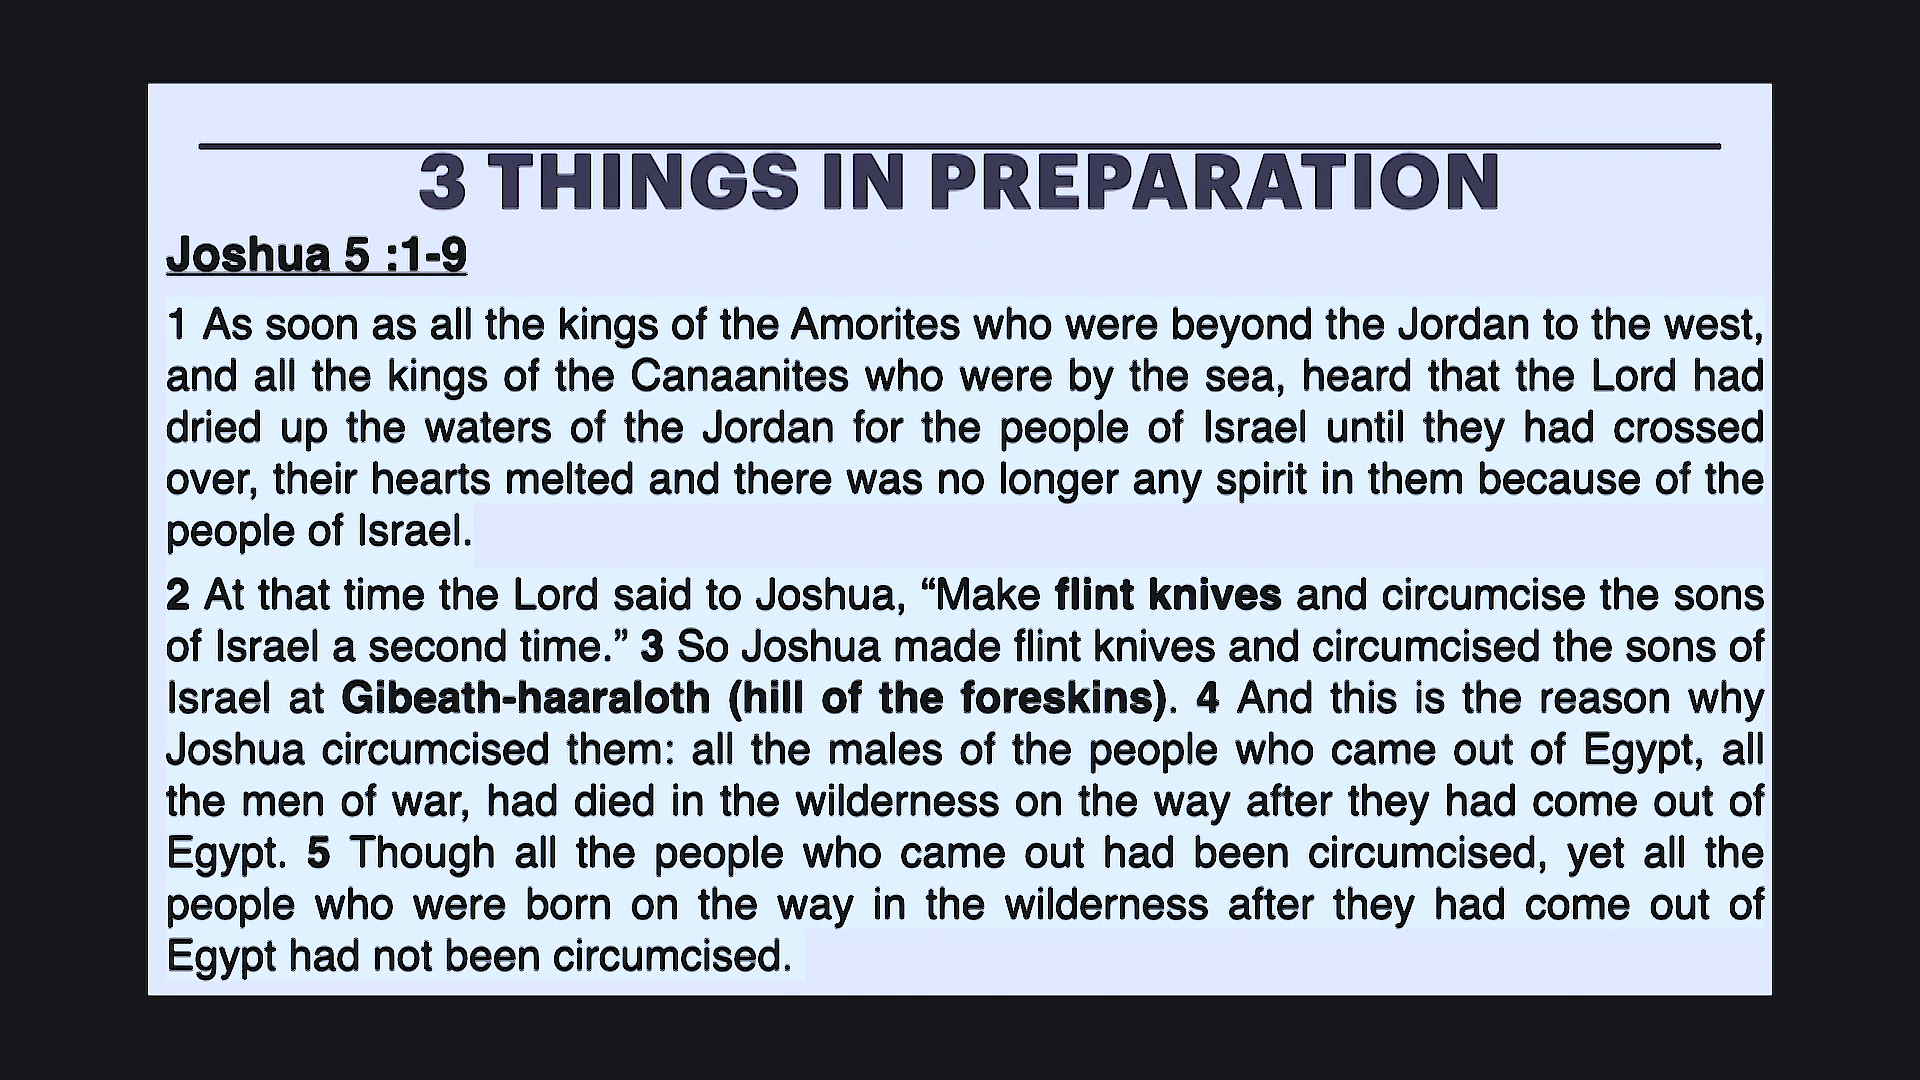 3 THINGS IN PREPARATION
Joshua 5 :1-9
1 As soon as all the kings of the Amorites who were beyond the Jordan to the west,
and all the kings of the Canaanites who were by the sea, heard that the Lord had
dried up the waters of the Jordan for the people of Israel until they had crossed
over, their hearts melted and there was no longer any spirit in them because of the
people of Israel.
2 At that time the Lord said to Joshua, “Make flint knives and circumcise the sons
of Israel a second time.” 3 So Joshua made flint knives and circumcised the sons of
Israel at Gibeath-haaraloth (hill of the foreskins). 4 And this is the reason why
Joshua circumcised them: all the males of the people who came out of Egypt, all
the men of war, had died in the wilderness on the way after they had come out of
Egypt. 5 Though all the people who came out had been circumcised, yet all the
people who were born on the way in the wilderness after they had come out of
Egypt had not been circumcised.